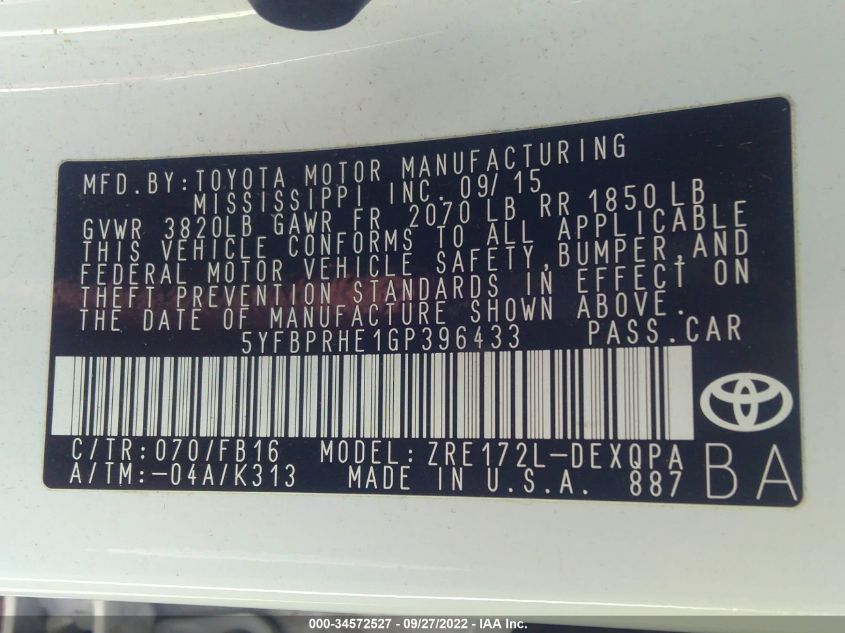 MFD. BY: TOYOTA MOTOR MANUFACTURING
MISSISSIPPI INC. 09/15
GVWR 3820LB GAWR FR 2070 LB RR 1850 LB
THIS VEHICLE CONFORMS TO ALL APPLICABLE
FEDERAL MOTOR VEHICLE SAFETY, BUMPER, AND
THEFT PREVENTION STANDARDS IN EFFECT ON
THE DATE OF MANUFACTURE SHOWN ABOVE.
5YFBPRHE1GP396433 PASS. CAR
C/TR: 070/FB16 MODEL: ZRE172L-DEXQPA
A/TM: -04A/K313 MADE IN U.S.A. 887 BA
000-34572527 - 09/27/2022 - IAA Inc.